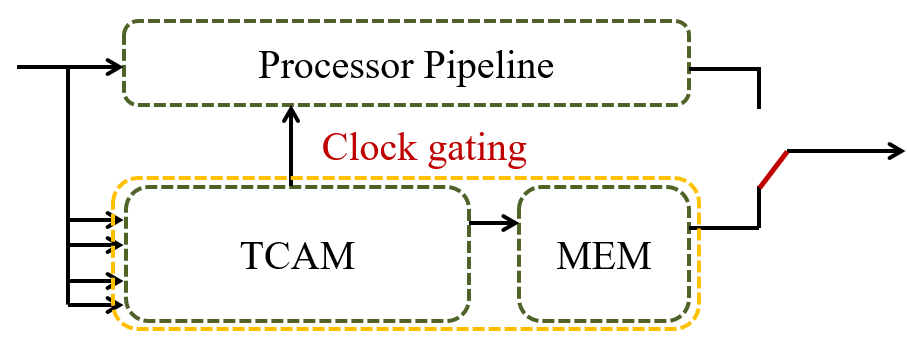 Processor Pipeline
Clock gating
TCAM
MEM